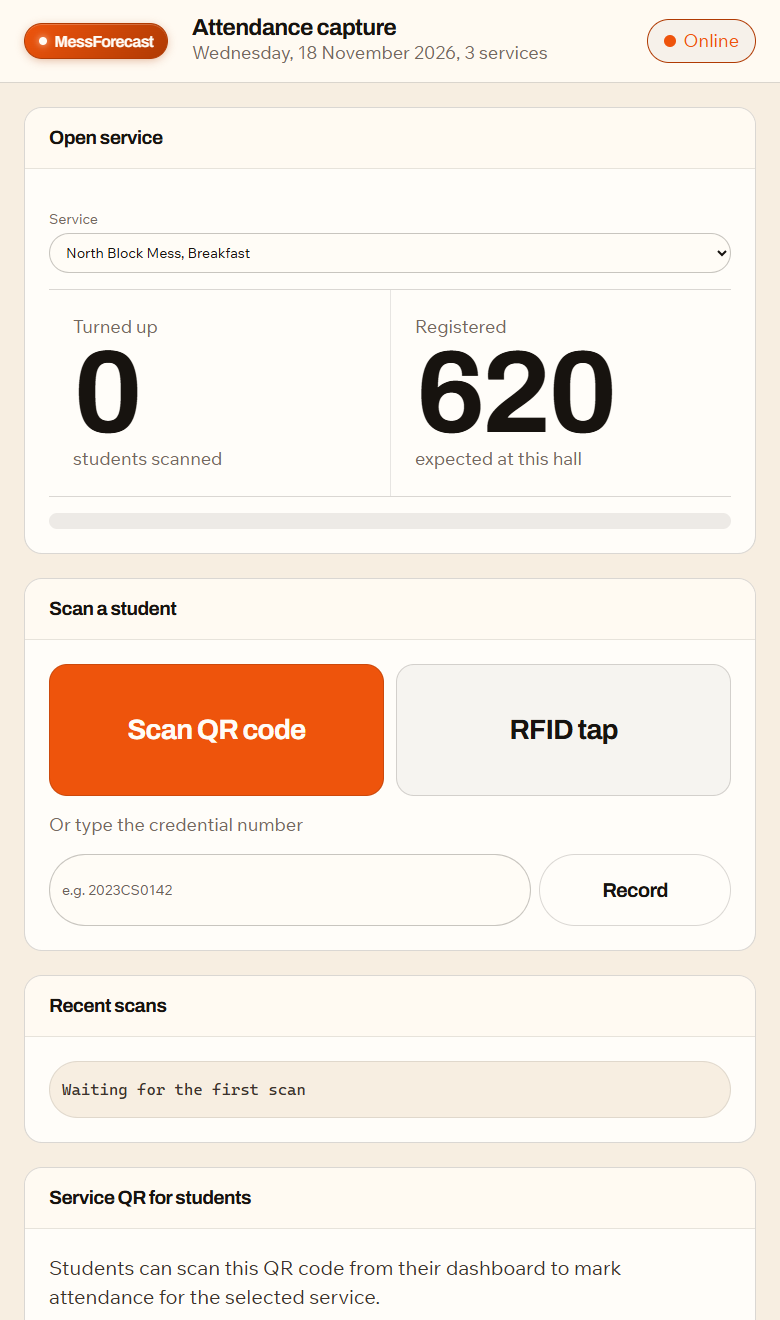 MessForecast
Attendance capture
Wednesday, 18 November 2026, 3 services
Online
Open service
Service
North Block Mess, Breakfast
Turned up
0
students scanned
Registered
620
expected at this hall
Scan a student
Scan QR code
RFID tap
Or type the credential number
e.g. 2023CS0142
Record
Recent scans
Waiting for the first scan
Service QR for students
Students can scan this QR code from their dashboard to mark
attendance for the selected service.